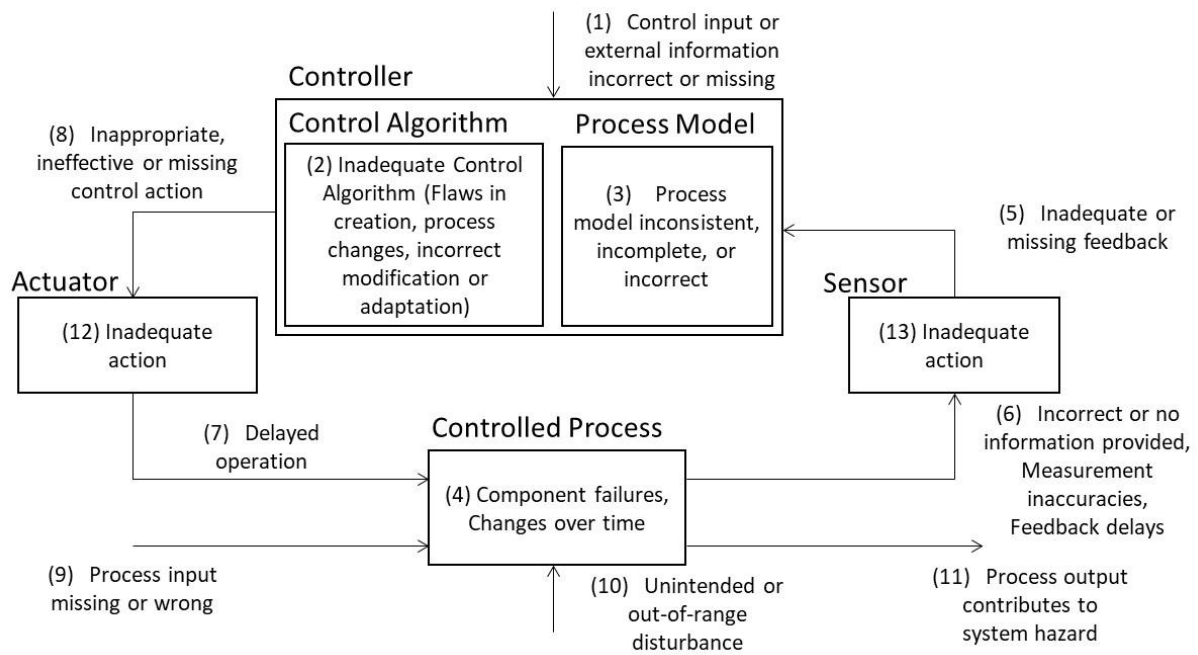 (1) Control input or
external information
incorrect or missing
Controller
Control Algorithm
Process Model
(8) Inappropriate,
ineffective or missing
control action
(2) Inadequate Control
Algorithm (Flaws in
creation, process
changes, incorrect
modification or
adaptation)
(3) Process
model inconsistent,
incomplete, or
incorrect
(5) Inadequate or
missing feedback
Actuator
(12) Inadequate
action
Sensor
(13) Inadequate
action
(7) Delayed
operation
Controlled Process
(4) Component failures,
Changes over time
(6) Incorrect or no
information provided,
Measurement
inaccuracies,
Feedback delays
(9) Process input
missing or wrong
(10) Unintended or
out-of-range
disturbance
(11) Process output
contributes to
system hazard